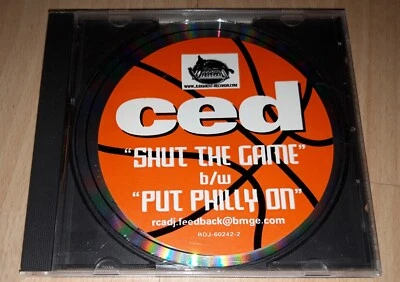 ced
"SHUT THE GAME"
b/w
"PUT PHILLY ON"
rcadj.feedback@bmge.com
RDJ-60242-2